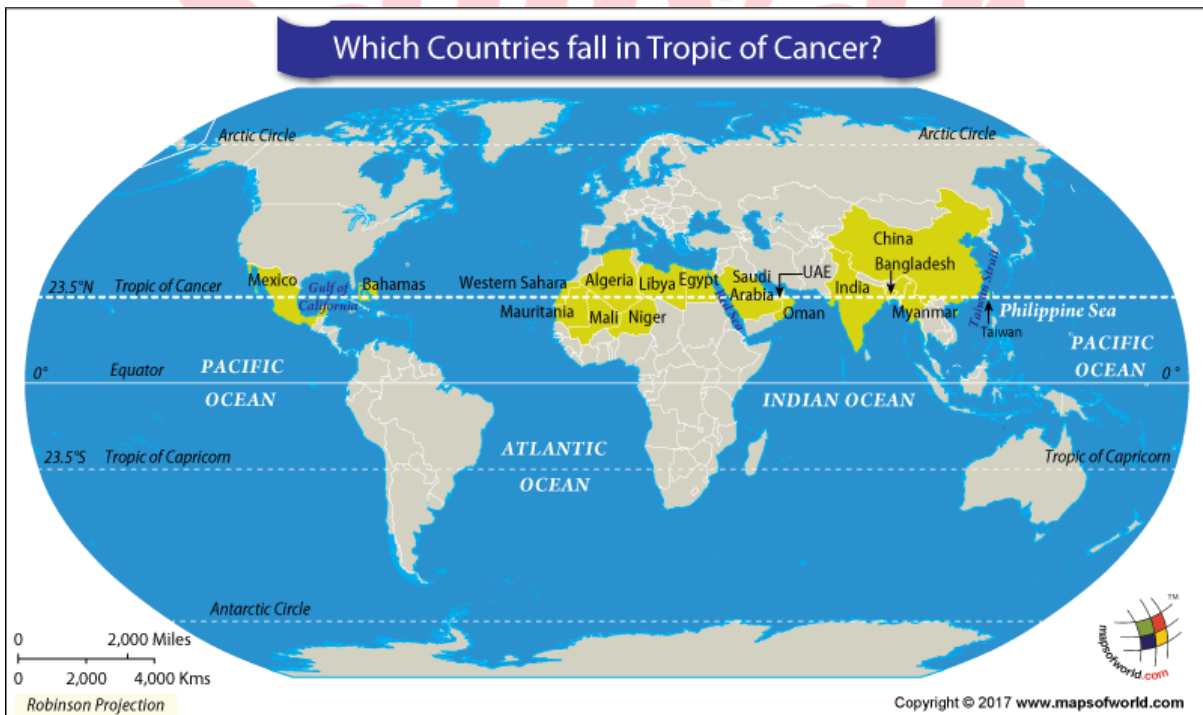 Which Countries fall in Tropic of Cancer?
Arctic Circle
Arctic Circle
China
Bangladesh
Mexico
Gulf of
California
Bahamas
Western Sahara
Algeria
Libya
Egypt
Saudi
Arabia
UAE
India
23.5°N
Tropic of Cancer
Mauritania
Mali
Niger
Red Sea
Oman
Myanmar
Taiwan Strait
Philippine Sea
Taiwan
PACIFIC
OCEAN
PACIFIC
OCEAN
0°
Equator
0°
INDIAN OCEAN
ATLANTIC
OCEAN
23.5°S
Tropic of Capricorn
Tropic of Capricorn
Antarctic Circle
0
2,000 Miles
0
2,000
4,000 Kms
Robinson Projection
TM
mapsofworld.com
Copyright © 2017 www.mapsofworld.com